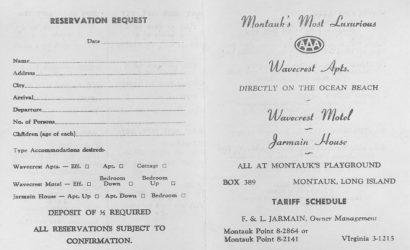 RESERVATION REQUEST
Date
Name
Address
City
Arrival
Departure
No. of Persons
Children (age of each)
Type Accommodations desired-
Wavecrest Apts. — Eff. □ Apt. □ Cottage □
Wavecrest Motel — Eff. □ Bedroom Down □ Bedroom Up □
Jarmain House — Apt. Up □ Apt. Down □ Bedroom □
DEPOSIT OF ⅓ REQUIRED
ALL RESERVATIONS SUBJECT TO
CONFIRMATION.
Montauk's Most Luxurious
AAA
Wavecrest Apts.
DIRECTLY ON THE OCEAN BEACH
Wavecrest Motel
Jarmain House
ALL AT MONTAUK'S PLAYGROUND
BOX 389 MONTAUK, LONG ISLAND
TARIFF SCHEDULE
F. & L. JARMAIN, Owner Management
Montauk Point 8-2864 or
Montauk Point 8-2141 VIrginia 3-1215